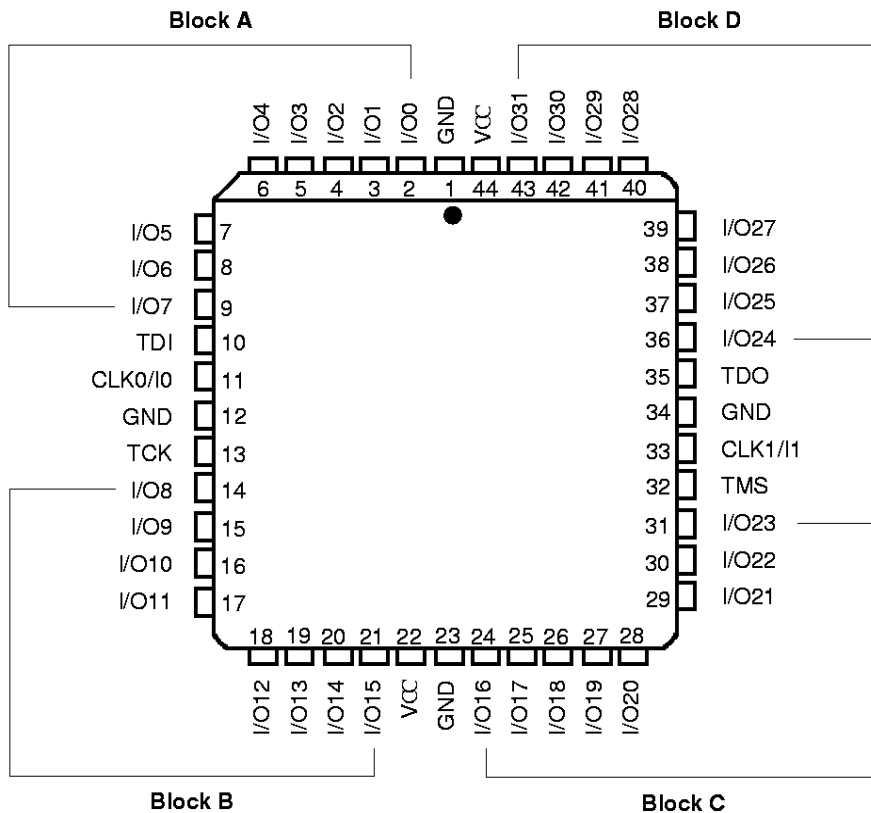 Block A
Block D
I/O4
I/O3
I/O2
I/O1
I/O0
GND
VCC
I/O31
I/O30
I/O29
I/O28
6 5 4 3 2 1 44 43 42 41 40
I/O5 7
I/O6 8
I/O7 9
TDI 10
CLK0/I0 11
GND 12
TCK 13
I/O8 14
I/O9 15
I/O10 16
I/O11 17
39 I/O27
38 I/O26
37 I/O25
36 I/O24
35 TDO
34 GND
33 CLK1/I1
32 TMS
31 I/O23
30 I/O22
29 I/O21
18 19 20 21 22 23 24 25 26 27 28
I/O12
I/O13
I/O14
I/O15
VCC
GND
I/O16
I/O17
I/O18
I/O19
I/O20
Block B
Block C